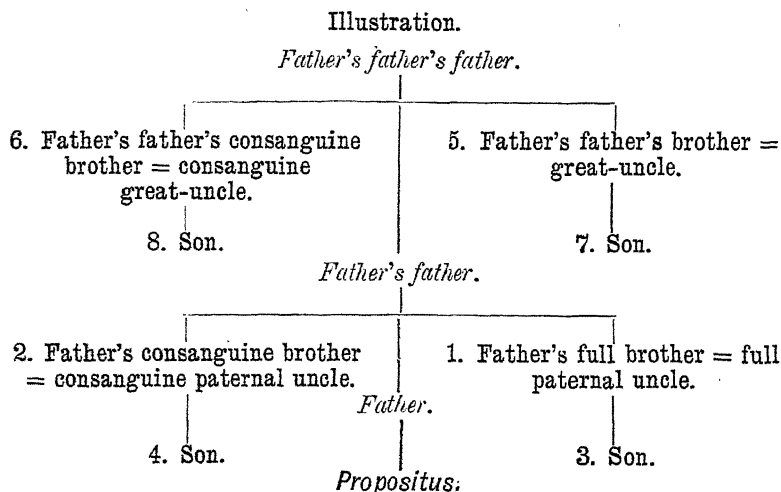 Illustration.
Father's father's father.
6. Father's father's consanguine
brother = consanguine
great-uncle.
5. Father's father's brother =
great-uncle.
8. Son.
7. Son.
Father's father.
2. Father's consanguine brother
= consanguine paternal uncle.
1. Father's full brother = full
paternal uncle.
Father.
4. Son.
3. Son.
Propositus.